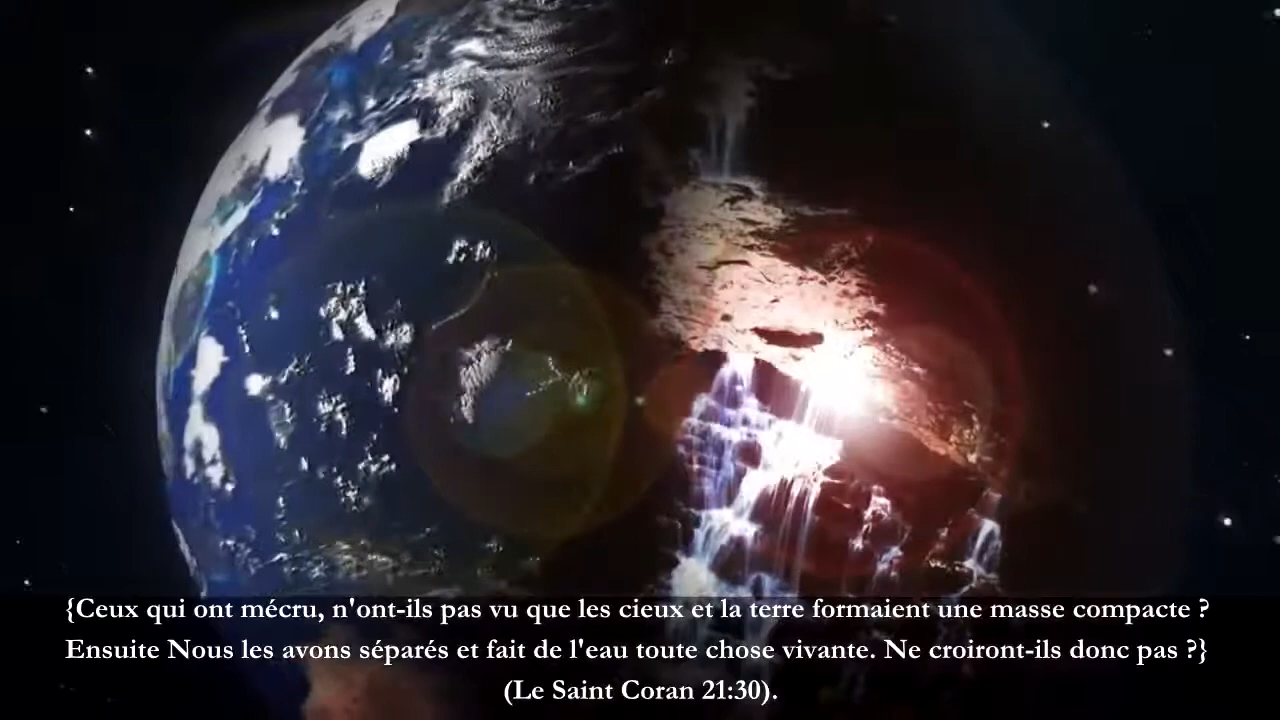 {Ceux qui ont mécru, n'ont-ils pas vu que les cieux et la terre formaient une masse compacte ?
Ensuite Nous les avons séparés et fait de l'eau toute chose vivante. Ne croiront-ils donc pas ?}
(Le Saint Coran 21:30).